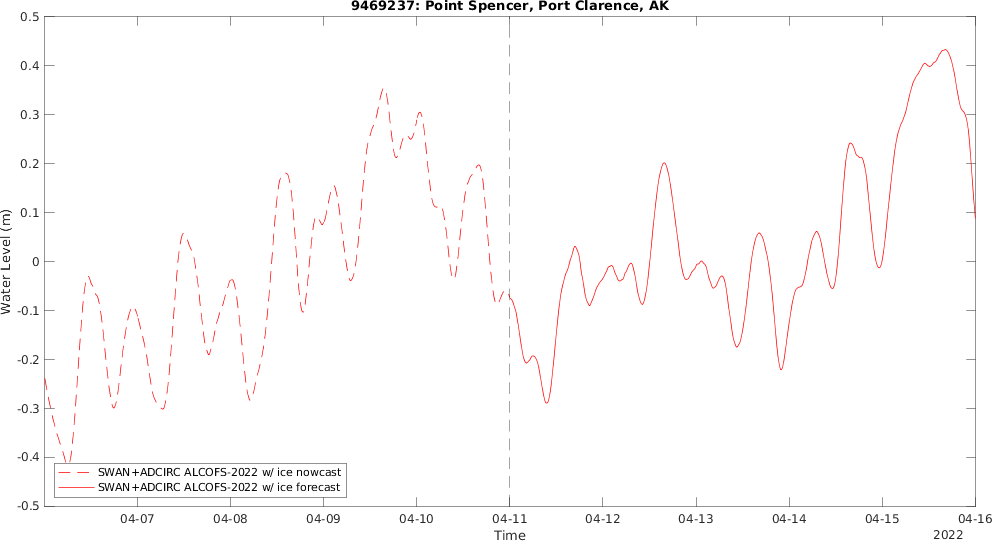 9469237: Point Spencer, Port Clarence, AK
0.5
0.4
0.3
0.2
0.1
0
-0.1
-0.2
-0.3
-0.4
-0.5
Water Level (m)
SWAN+ADCIRC ALCOFS-2022 w/ ice nowcast
SWAN+ADCIRC ALCOFS-2022 w/ ice forecast
04-07 04-08 04-09 04-10 04-11 04-12 04-13 04-14 04-15 04-16
Time
2022